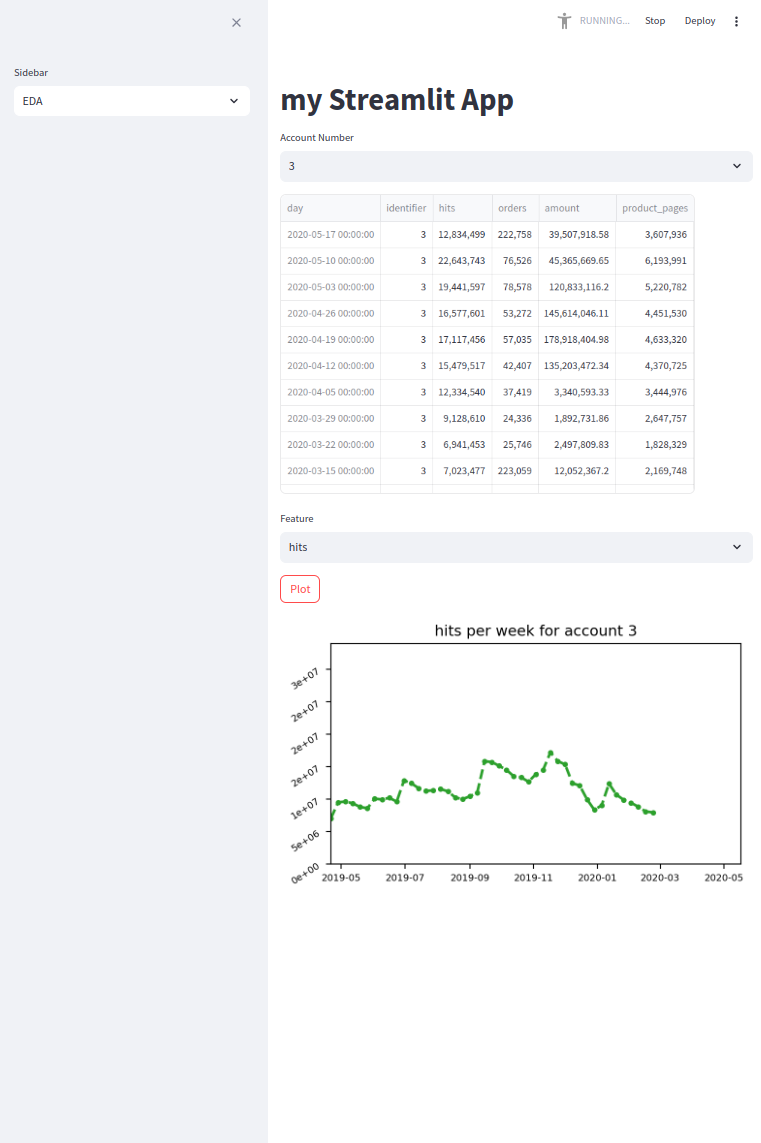 RUNNING... Stop Deploy
Sidebar
EDA
my Streamlit App
Account Number
3
day identifier hits orders amount product_pages
2020-05-17 00:00:00 3 12,834,499 222,758 39,507,918.58 3,607,936
2020-05-10 00:00:00 3 22,643,743 76,526 45,365,669.65 6,193,991
2020-05-03 00:00:00 3 19,441,597 78,578 120,833,116.2 5,220,782
2020-04-26 00:00:00 3 16,577,601 53,272 145,614,046.11 4,451,530
2020-04-19 00:00:00 3 17,117,456 57,035 178,918,404.98 4,633,320
2020-04-12 00:00:00 3 15,479,517 42,407 135,203,472.34 4,370,725
2020-04-05 00:00:00 3 12,334,540 37,419 3,340,593.33 3,444,976
2020-03-29 00:00:00 3 9,128,610 24,336 1,892,731.86 2,647,757
2020-03-22 00:00:00 3 6,941,453 25,746 2,497,809.83 1,828,329
2020-03-15 00:00:00 3 7,023,477 223,059 12,052,367.2 2,169,748
Feature
hits
Plot
hits per week for account 3
3e+07
2e+07
2e+07
2e+07
1e+07
5e+06
0e+00
2019-05 2019-07 2019-09 2019-11 2020-01 2020-03 2020-05